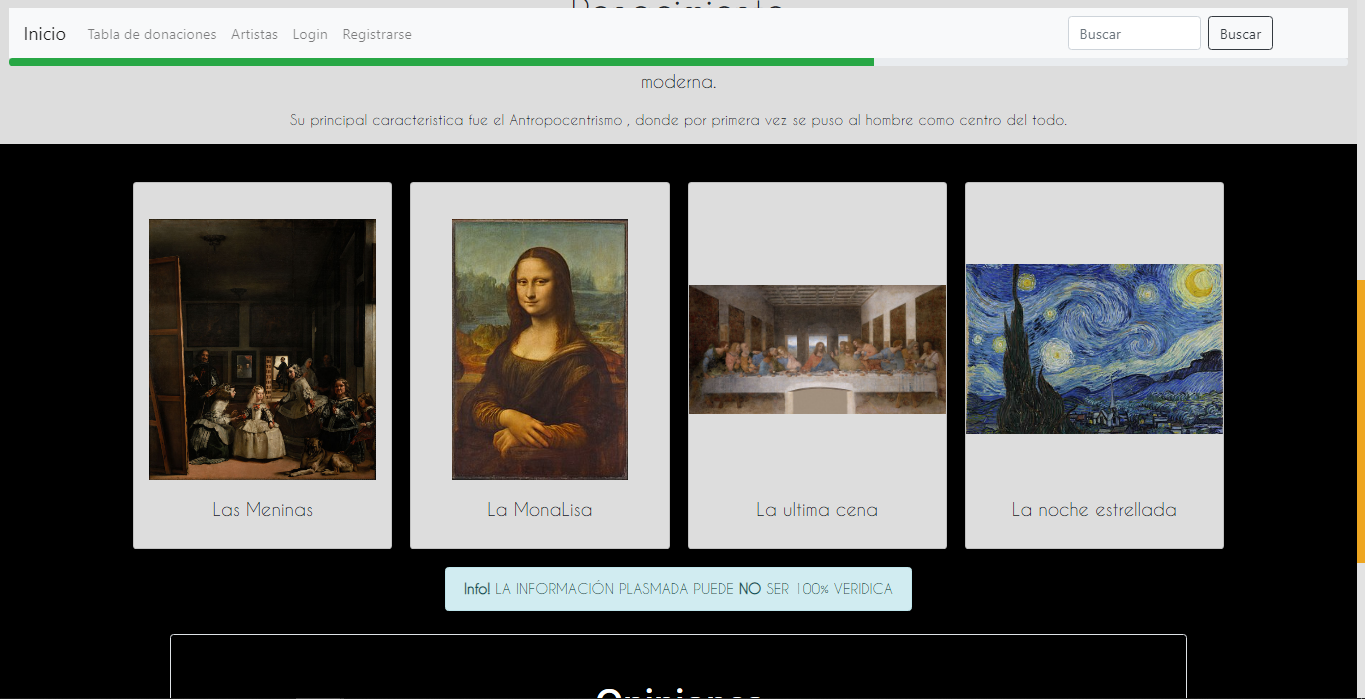 Inicio Tabla de donaciones Artistas Login Registrarse Buscar Buscar
moderna.
Su principal caracteristica fue el Antropocentrismo , donde por primera vez se puso al hombre como centro del todo.
Las Meninas
La MonaLisa
La ultima cena
La noche estrellada
Info! LA INFORMACIÓN PLASMADA PUEDE NO SER 100% VERIDICA
Opiniones